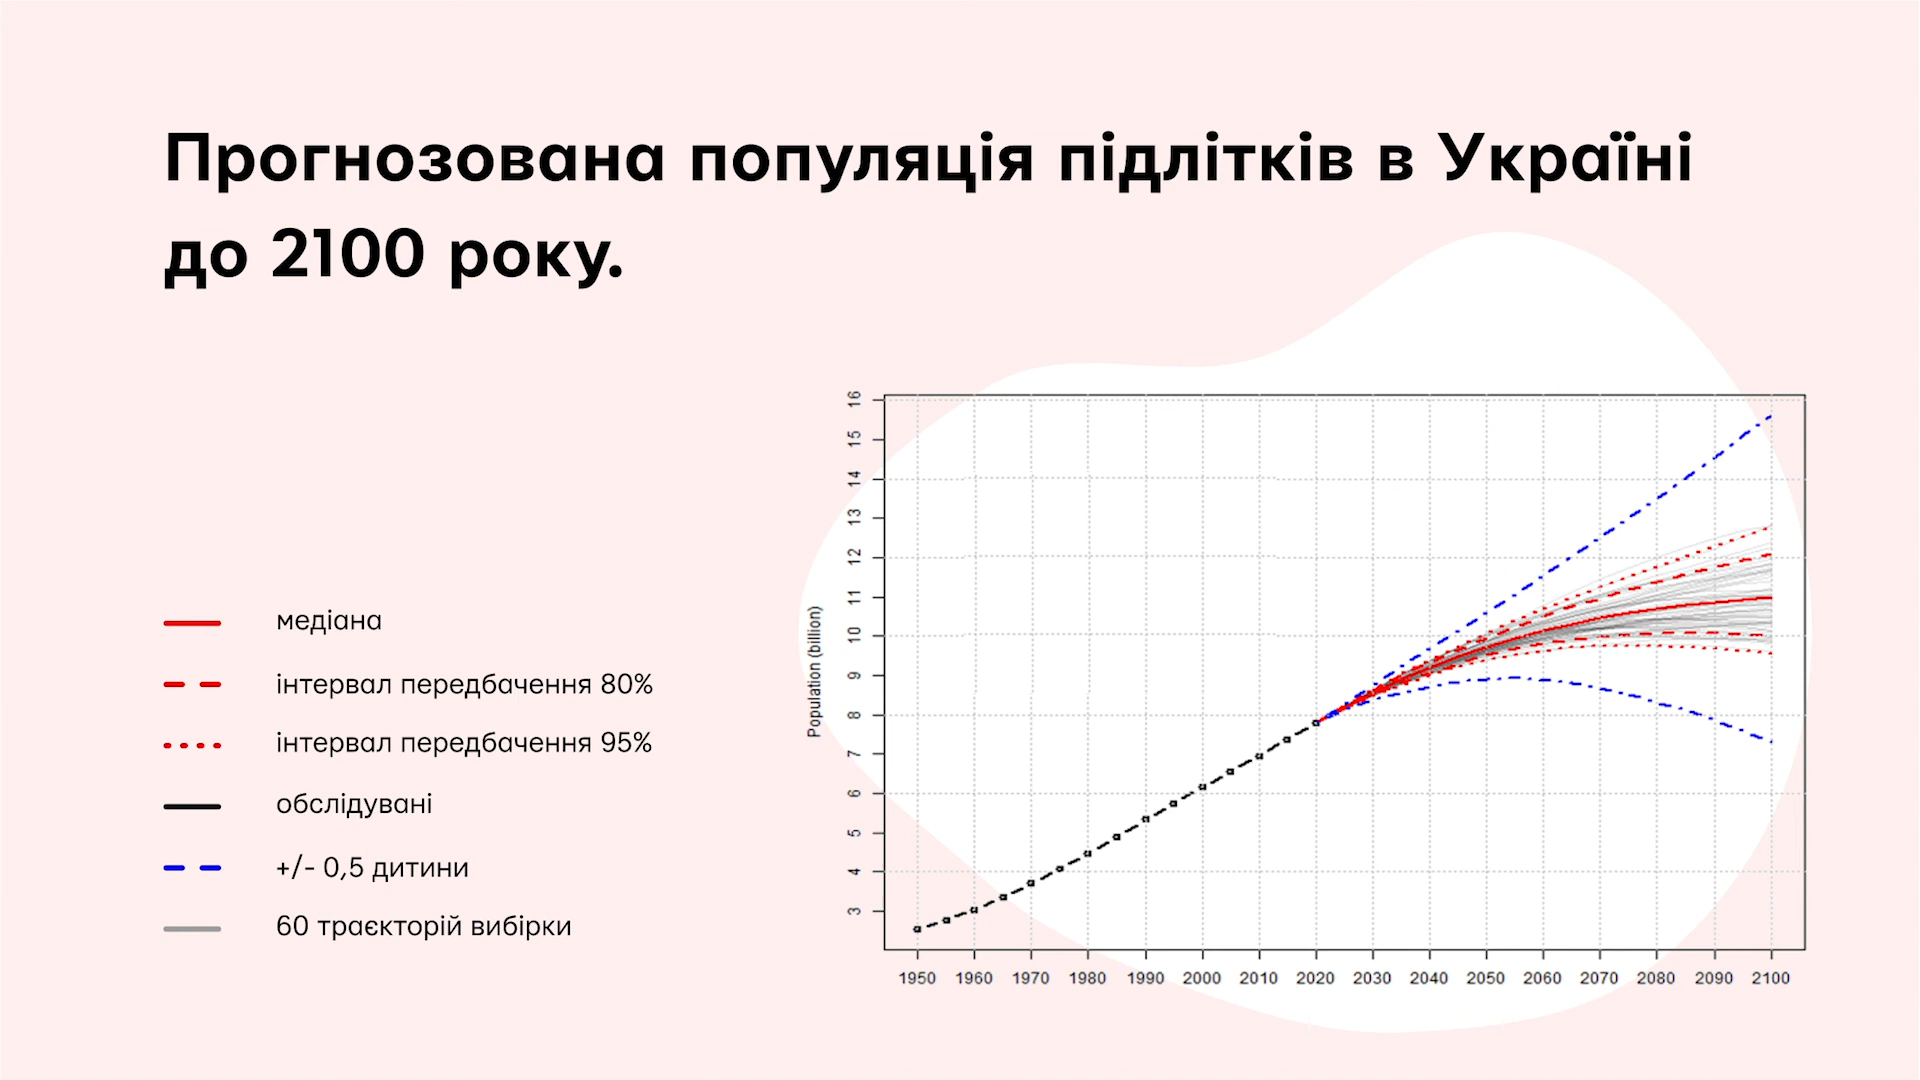 Прогнозована популяція підлітків в Україні
до 2100 року.
медіана
інтервал передбачення 80%
інтервал передбачення 95%
обслідувані
+/- 0,5 дитини
60 траєкторій вибірки
Population (billion)
16
15
14
13
12
11
10
9
8
7
6
5
4
3
1950 1960 1970 1980 1990 2000 2010 2020 2030 2040 2050 2060 2070 2080 2090 2100